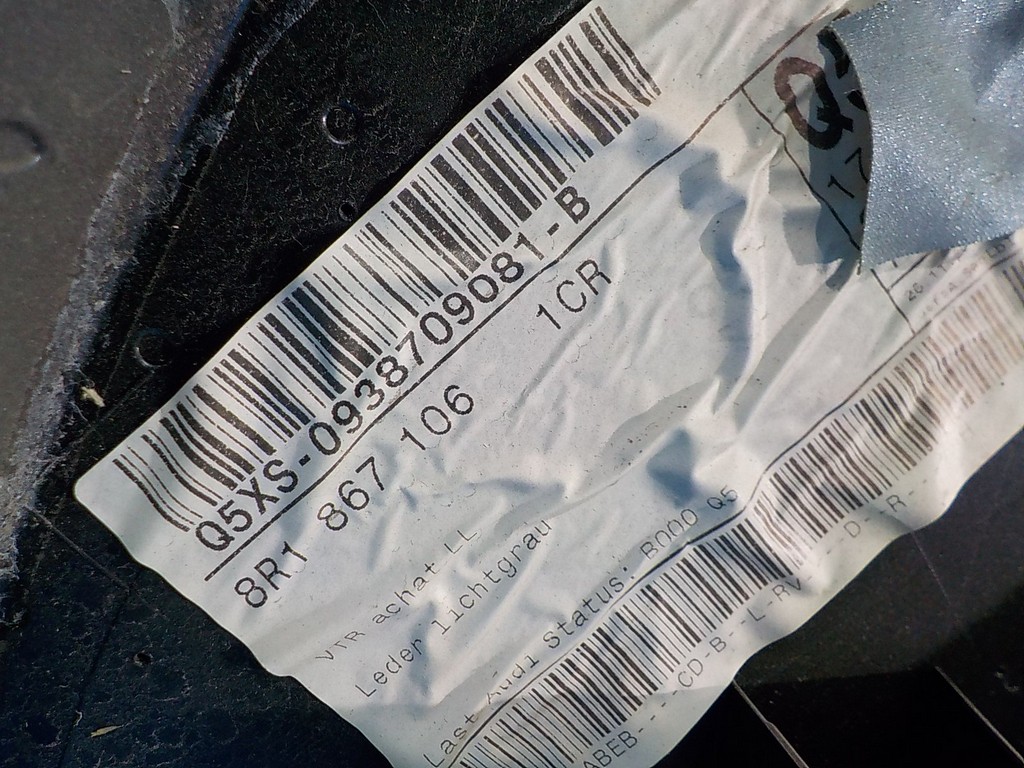 Q5XS-0938709081-B
8R1 867 106 1CR
VTR achat LL
Leder lichtgrau
Last Audi Status: B000 Q5
ABEB---CD-B--L-RV---D--R-